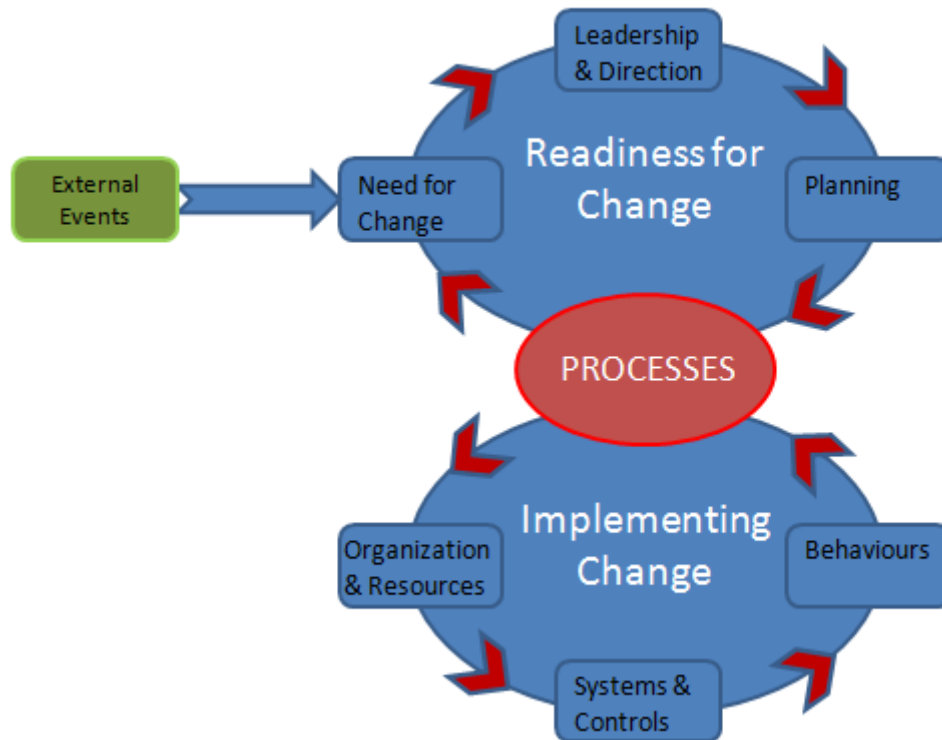 Leadership
& Direction
Readiness for
Change
External
Events
Need for
Change
Planning
PROCESSES
Implementing
Change
Organization
& Resources
Behaviours
Systems &
Controls